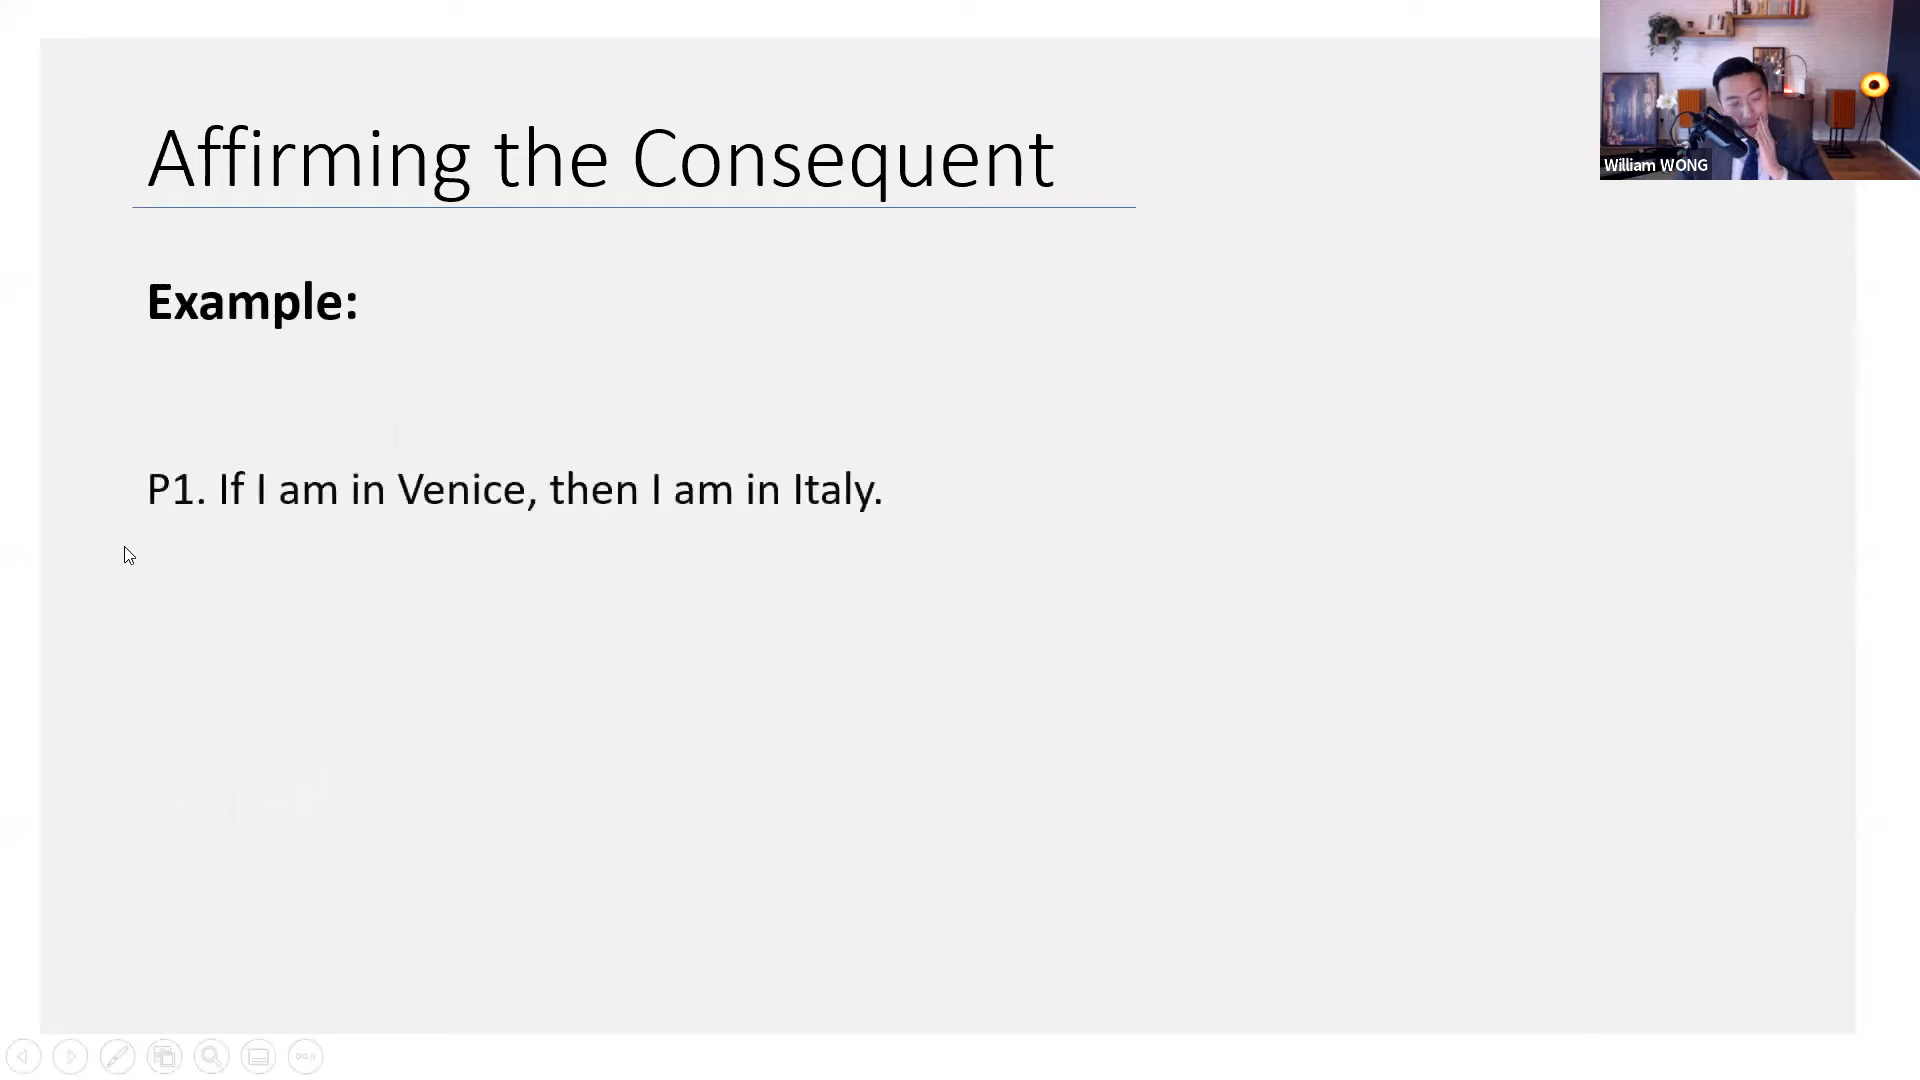 Affirming the Consequent
William WONG
Example:
P1. If I am in Venice, then I am in Italy.